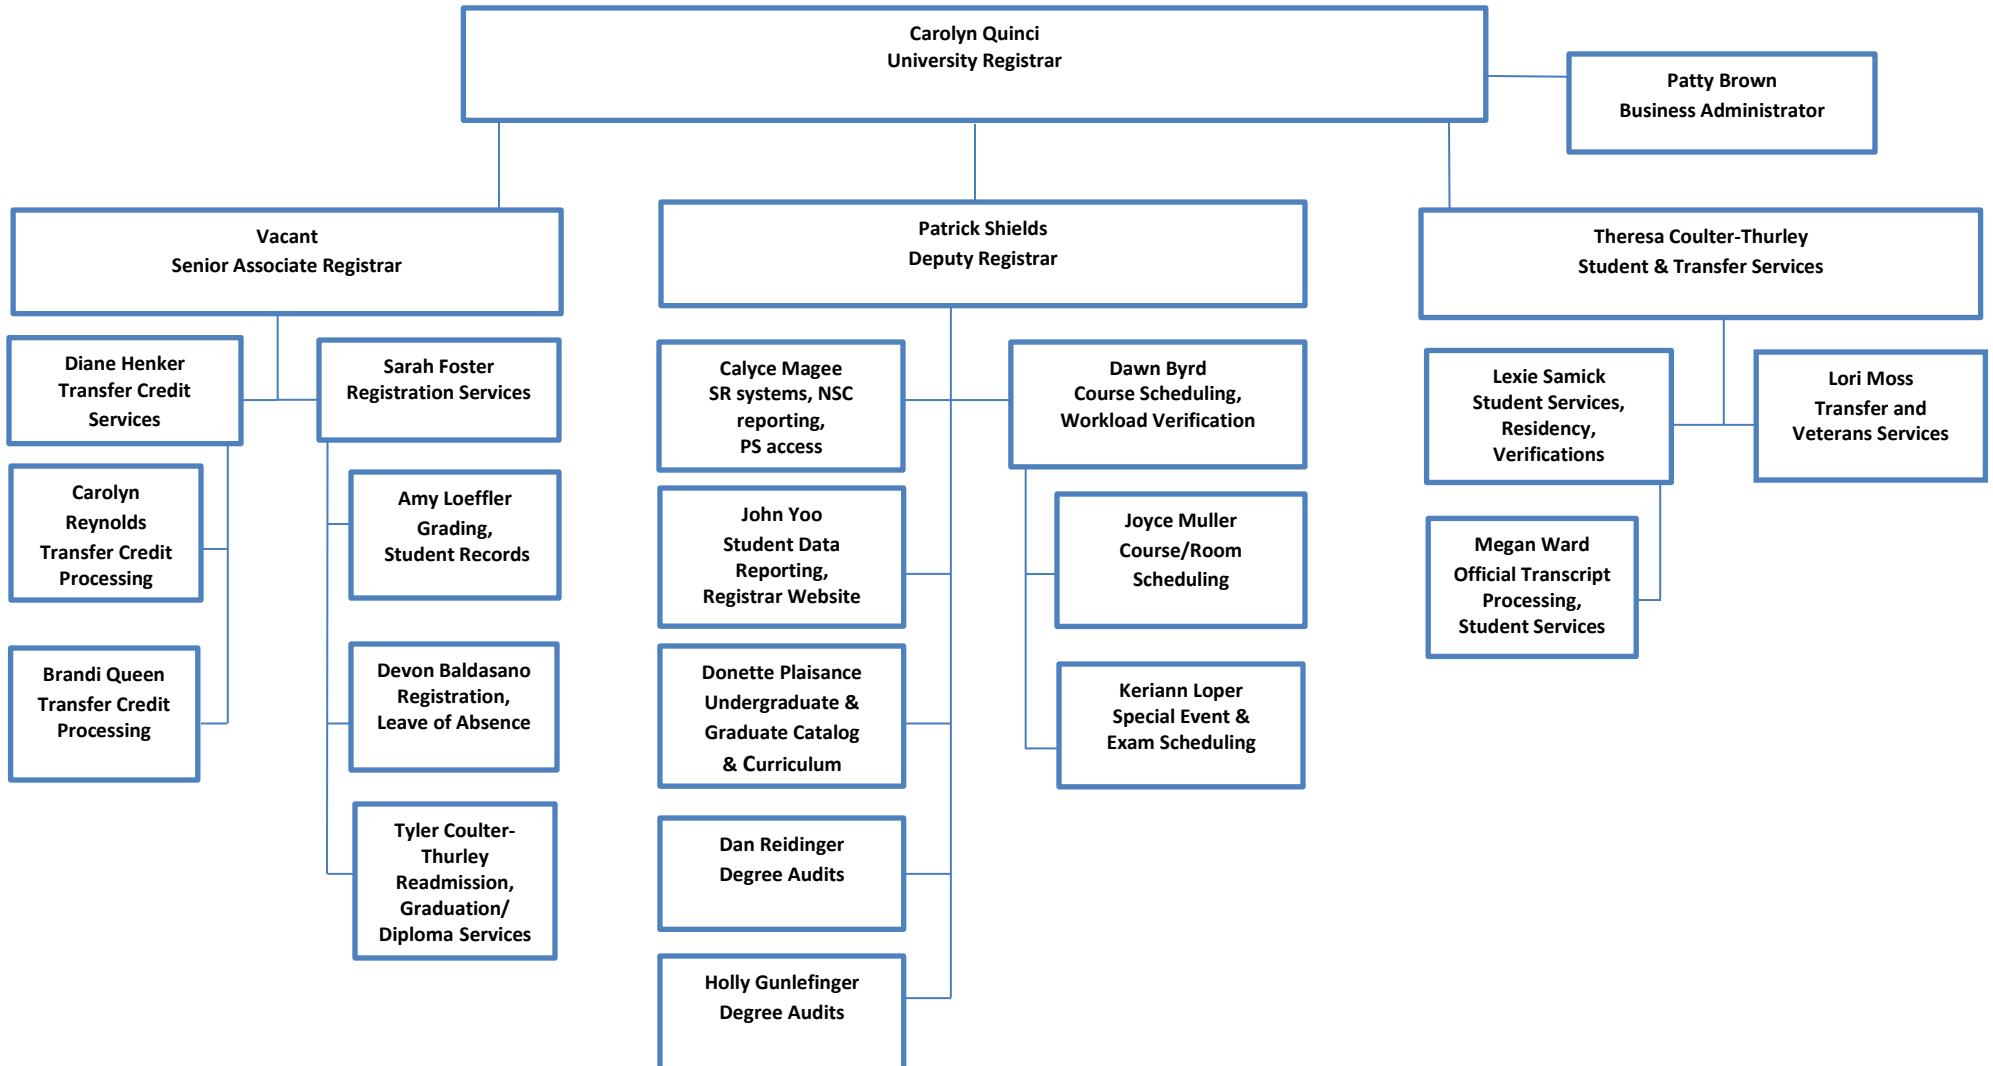 Carolyn Quinci
University Registrar
Patty Brown
Business Administrator
Vacant
Senior Associate Registrar
Patrick Shields
Deputy Registrar
Theresa Coulter-Thurley
Student & Transfer Services
Diane Henker
Transfer Credit
Services
Sarah Foster
Registration Services
Carolyn
Reynolds
Transfer Credit
Processing
Amy Loeffler
Grading,
Student Records
Brandi Queen
Transfer Credit
Processing
Devon Baldasano
Registration,
Leave of Absence
Tyler Coulter-
Thurley
Readmission,
Graduation/
Diploma Services
Calyce Magee
SR systems, NSC
reporting,
PS access
Dawn Byrd
Course Scheduling,
Workload Verification
John Yoo
Student Data
Reporting,
Registrar Website
Joyce Muller
Course/Room
Scheduling
Donette Plaisance
Undergraduate &
Graduate Catalog
& Curriculum
Keriann Loper
Special Event &
Exam Scheduling
Dan Reidinger
Degree Audits
Holly Gunlefinger
Degree Audits
Lexie Samick
Student Services,
Residency,
Verifications
Lori Moss
Transfer and
Veterans Services
Megan Ward
Official Transcript
Processing,
Student Services